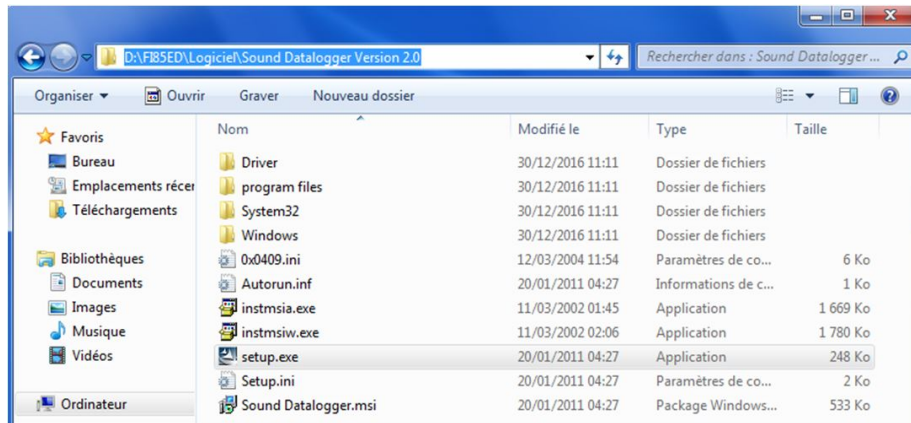 D:\FI85ED\Logiciel\Sound Datalogger Version 2.0
Rechercher dans : Sound Datalogger ...
Organiser Ouvrir Graver Nouveau dossier
Favoris
Bureau
Emplacements récer
Téléchargements
Bibliothèques
Documents
Images
Musique
Vidéos
Ordinateur
Nom Modifié le Type Taille
Driver 30/12/2016 11:11 Dossier de fichiers
program files 30/12/2016 11:11 Dossier de fichiers
System32 30/12/2016 11:11 Dossier de fichiers
Windows 30/12/2016 11:11 Dossier de fichiers
0x0409.ini 12/03/2004 11:54 Paramètres de co... 6 Ko
Autorun.inf 20/01/2011 04:27 Informations de c... 1 Ko
instmsia.exe 11/03/2002 01:45 Application 1 669 Ko
instmsiw.exe 11/03/2002 02:06 Application 1 780 Ko
setup.exe 20/01/2011 04:27 Application 248 Ko
Setup.ini 20/01/2011 04:27 Paramètres de co... 2 Ko
Sound Datalogger.msi 20/01/2011 04:27 Package Windows... 533 Ko